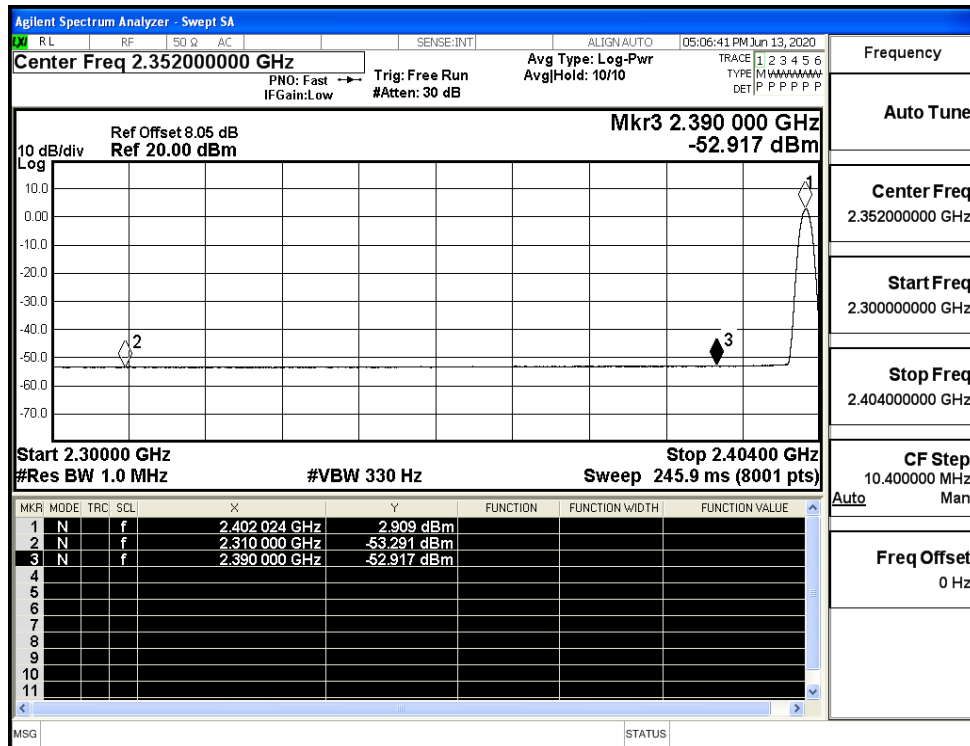 Agilent Spectrum Analyzer - Swept SA
LXI RL RF 50 Ω AC SENSE:INT ALIGN AUTO 05:06:41 PM Jun 13, 2020
Center Freq 2.352000000 GHz
PNO: Fast
IFGain:Low
Trig: Free Run
#Atten: 30 dB
Avg Type: Log-Pwr
Avg|Hold: 10/10
TRACE 1 2 3 4 5 6
TYPE M W W W W W
DET P P P P P P
Frequency
Auto Tune
Center Freq
2.352000000 GHz
Start Freq
2.300000000 GHz
Stop Freq
2.404000000 GHz
CF Step
10.400000 MHz
Auto Man
Freq Offset
0 Hz
Ref Offset 8.05 dB
10 dB/div Ref 20.00 dBm
Log
Mkr3 2.390 000 GHz
-52.917 dBm
10.0
0.00
-10.0
-20.0
-30.0
-40.0
-50.0
-60.0
-70.0
1
2
3
Start 2.30000 GHz Stop 2.40400 GHz
#Res BW 1.0 MHz #VBW 330 Hz Sweep 245.9 ms (8001 pts)
MKR MODE TRC SCL X Y FUNCTION FUNCTION WIDTH FUNCTION VALUE
1 N f 2.402 024 GHz 2.909 dBm
2 N f 2.310 000 GHz -53.291 dBm
3 N f 2.390 000 GHz -52.917 dBm
4
5
6
7
8
9
10
11
MSG STATUS